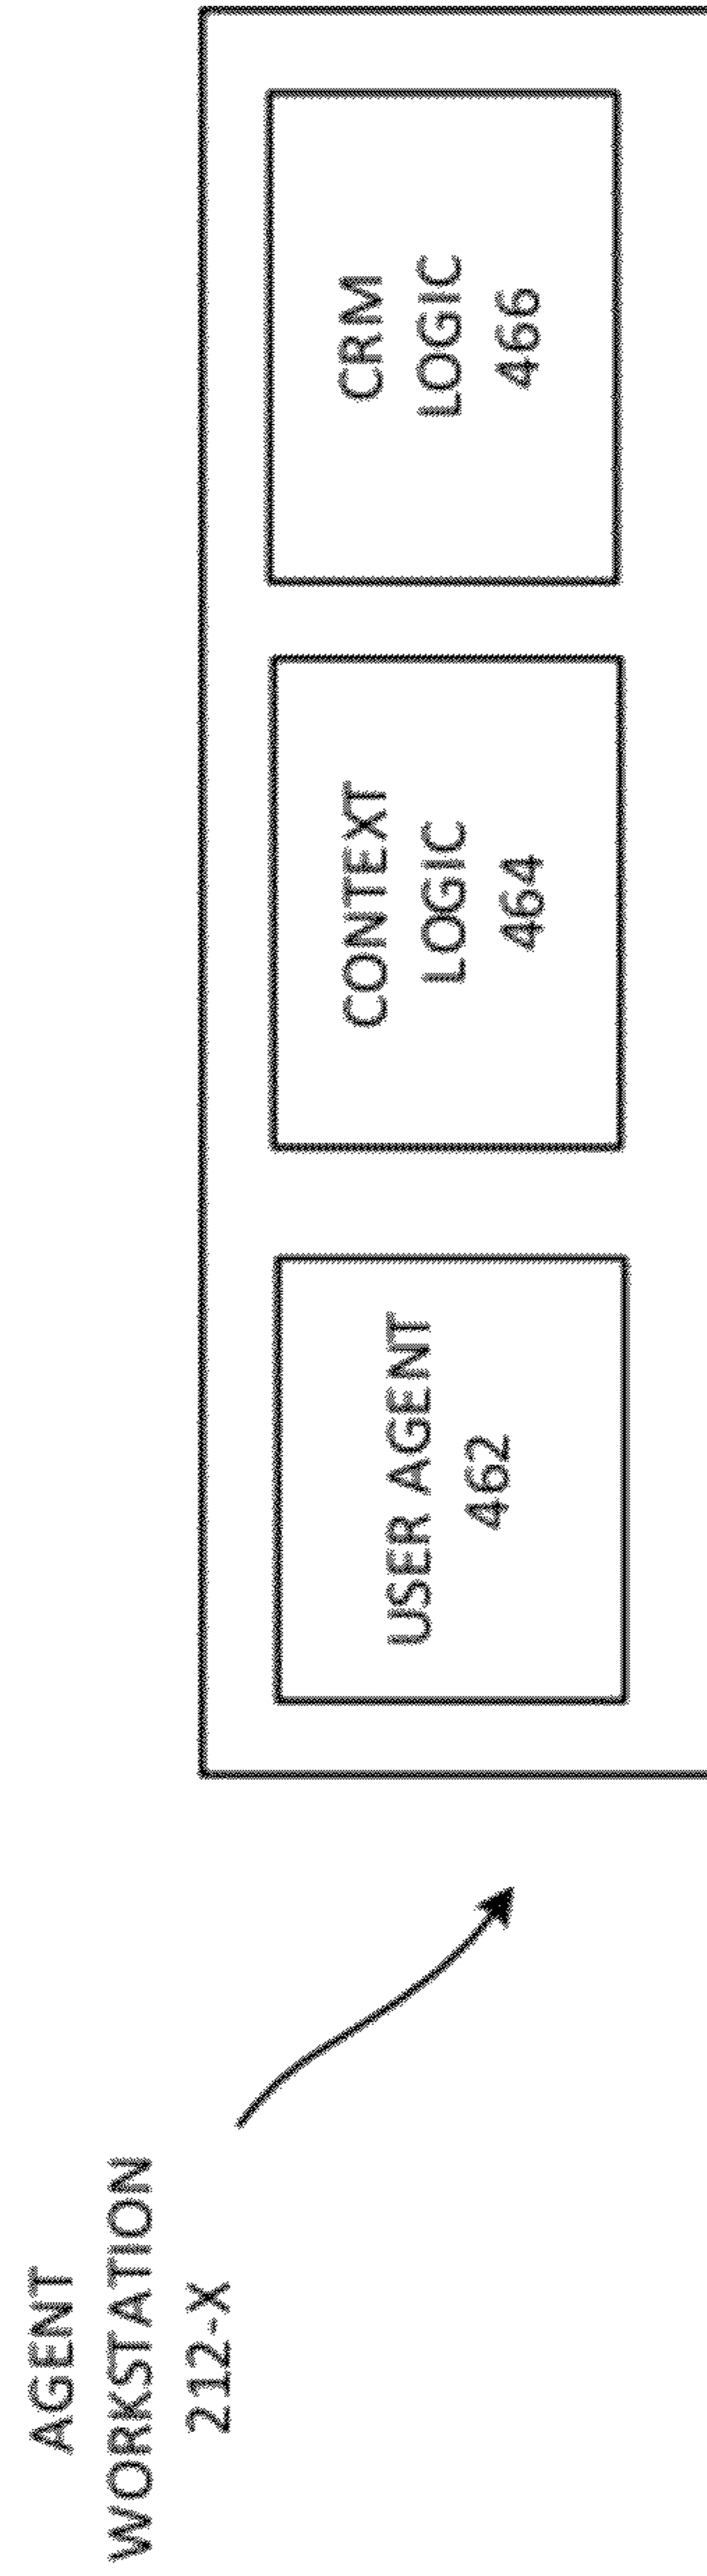 AGENT
WORKSTATION
212-X
USER AGENT
462
CONTEXT
LOGIC
464
CRM
LOGIC
466